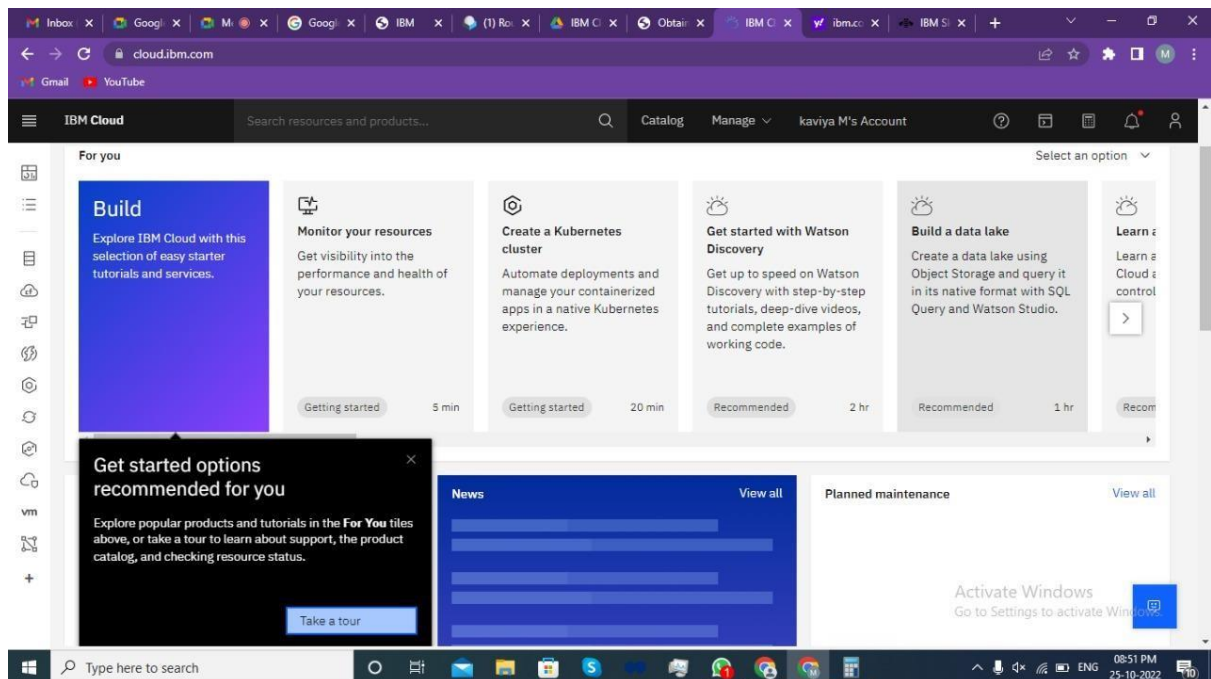 Inbox
Googl
M
Googl
IBM
(1) Ro
IBM Cl
Obtain
IBM Cl
ibm.cc
IBM S
cloud.ibm.com
M
Gmail
YouTube
IBM Cloud
Search resources and products...
Catalog
Manage
kaviya M's Account
For you
Select an option
Build
Explore IBM Cloud with this
selection of easy starter
tutorials and services.
Monitor your resources
Get visibility into the
performance and health of
your resources.
Getting started
5 min
Create a Kubernetes
cluster
Automate deployments and
manage your containerized
apps in a native Kubernetes
experience.
Getting started
20 min
Get started with Watson
Discovery
Get up to speed on Watson
Discovery with step-by-step
tutorials, deep-dive videos,
and complete examples of
working code.
Recommended
2 hr
Build a data lake
Create a data lake using
Object Storage and query it
in its native format with SQL
Query and Watson Studio.
Recommended
1 hr
Learn a
Learn a
Cloud a
control
Recom
vm
Get started options
recommended for you
Explore popular products and tutorials in the For You tiles
above, or take a tour to learn about support, the product
catalog, and checking resource status.
Take a tour
News
View all
Planned maintenance
View all
Activate Windows
Go to Settings to activate Windows.
Type here to search
ENG
08:51 PM
25-10-2022